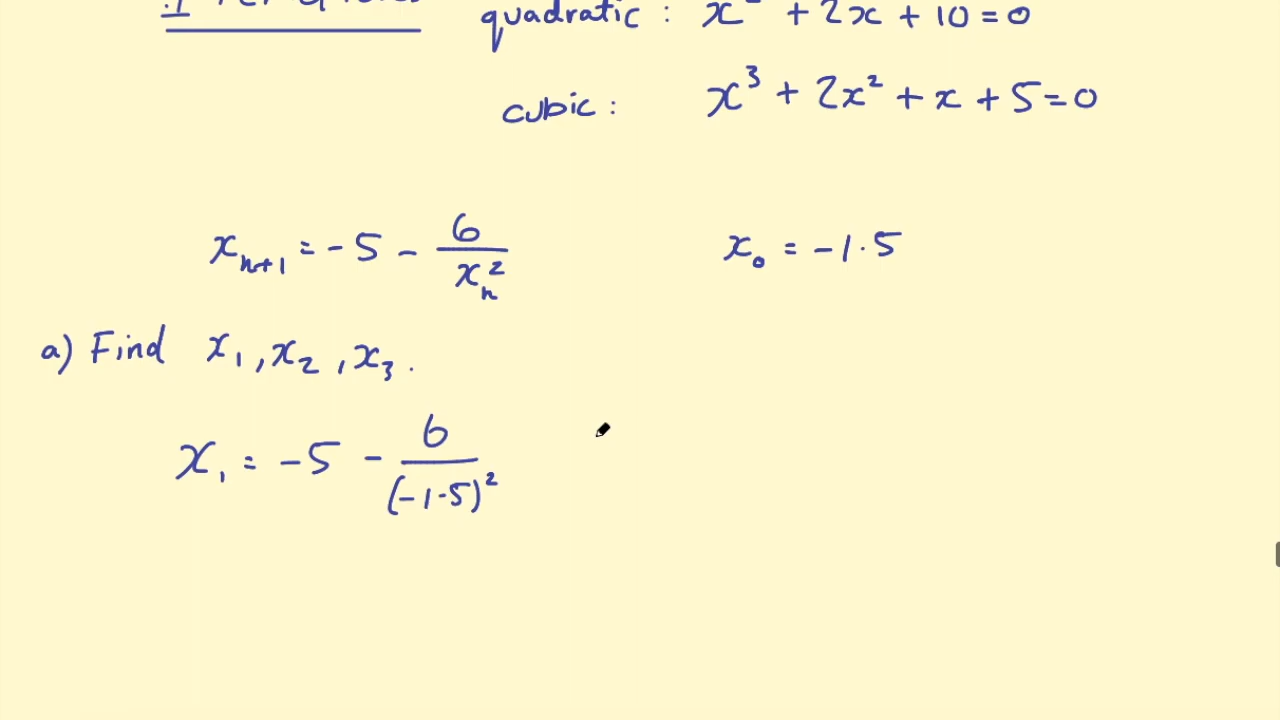 Iterations quadratic : x² + 2x + 10 = 0
cubic : x³ + 2x² + x + 5 = 0
xₙ₊₁ = -5 - 6/xₙ² x₀ = -1.5
a) Find x₁, x₂, x₃.
x₁ = -5 - 6/(-1.5)²